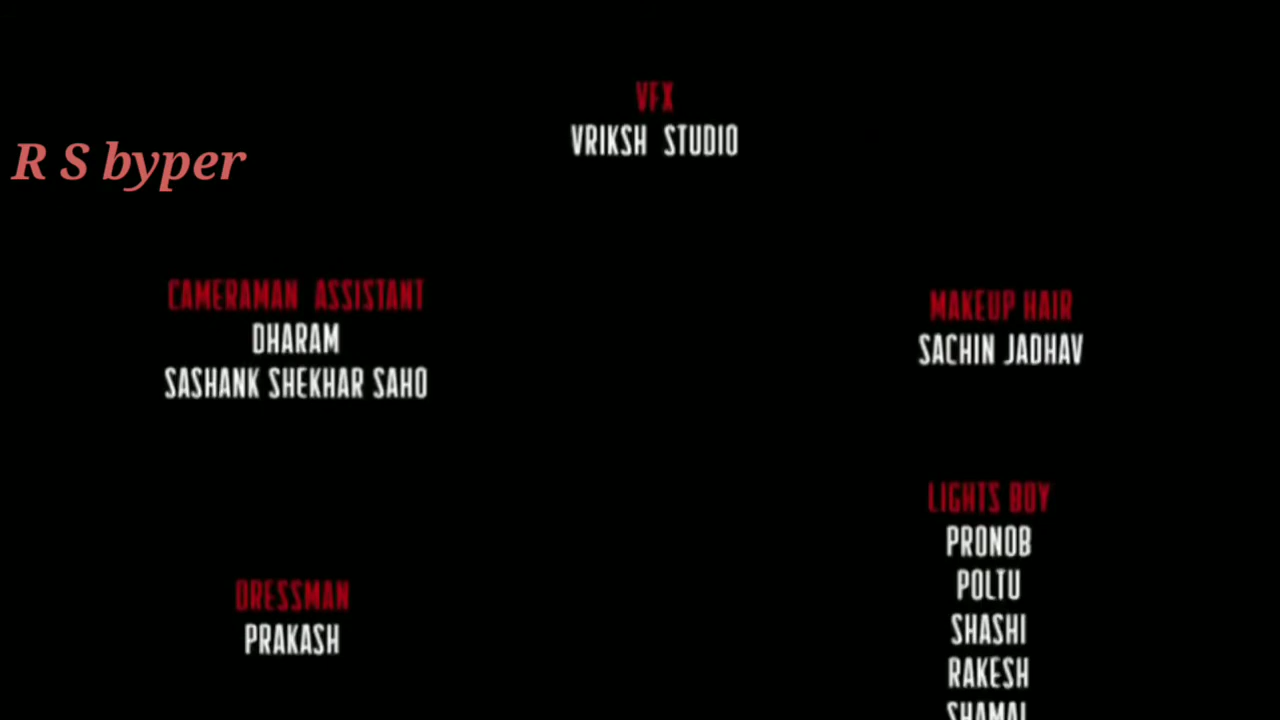 VFX
VRIKSH STUDIO
R S byper
CAMERAMAN ASSISTANT
DHARAM
SASHANK SHEKHAR SAHO
MAKEUP HAIR
SACHIN JADHAV
DRESSMAN
PRAKASH
LIGHTS BOY
PRONOB
POLTU
SHASHI
RAKESH